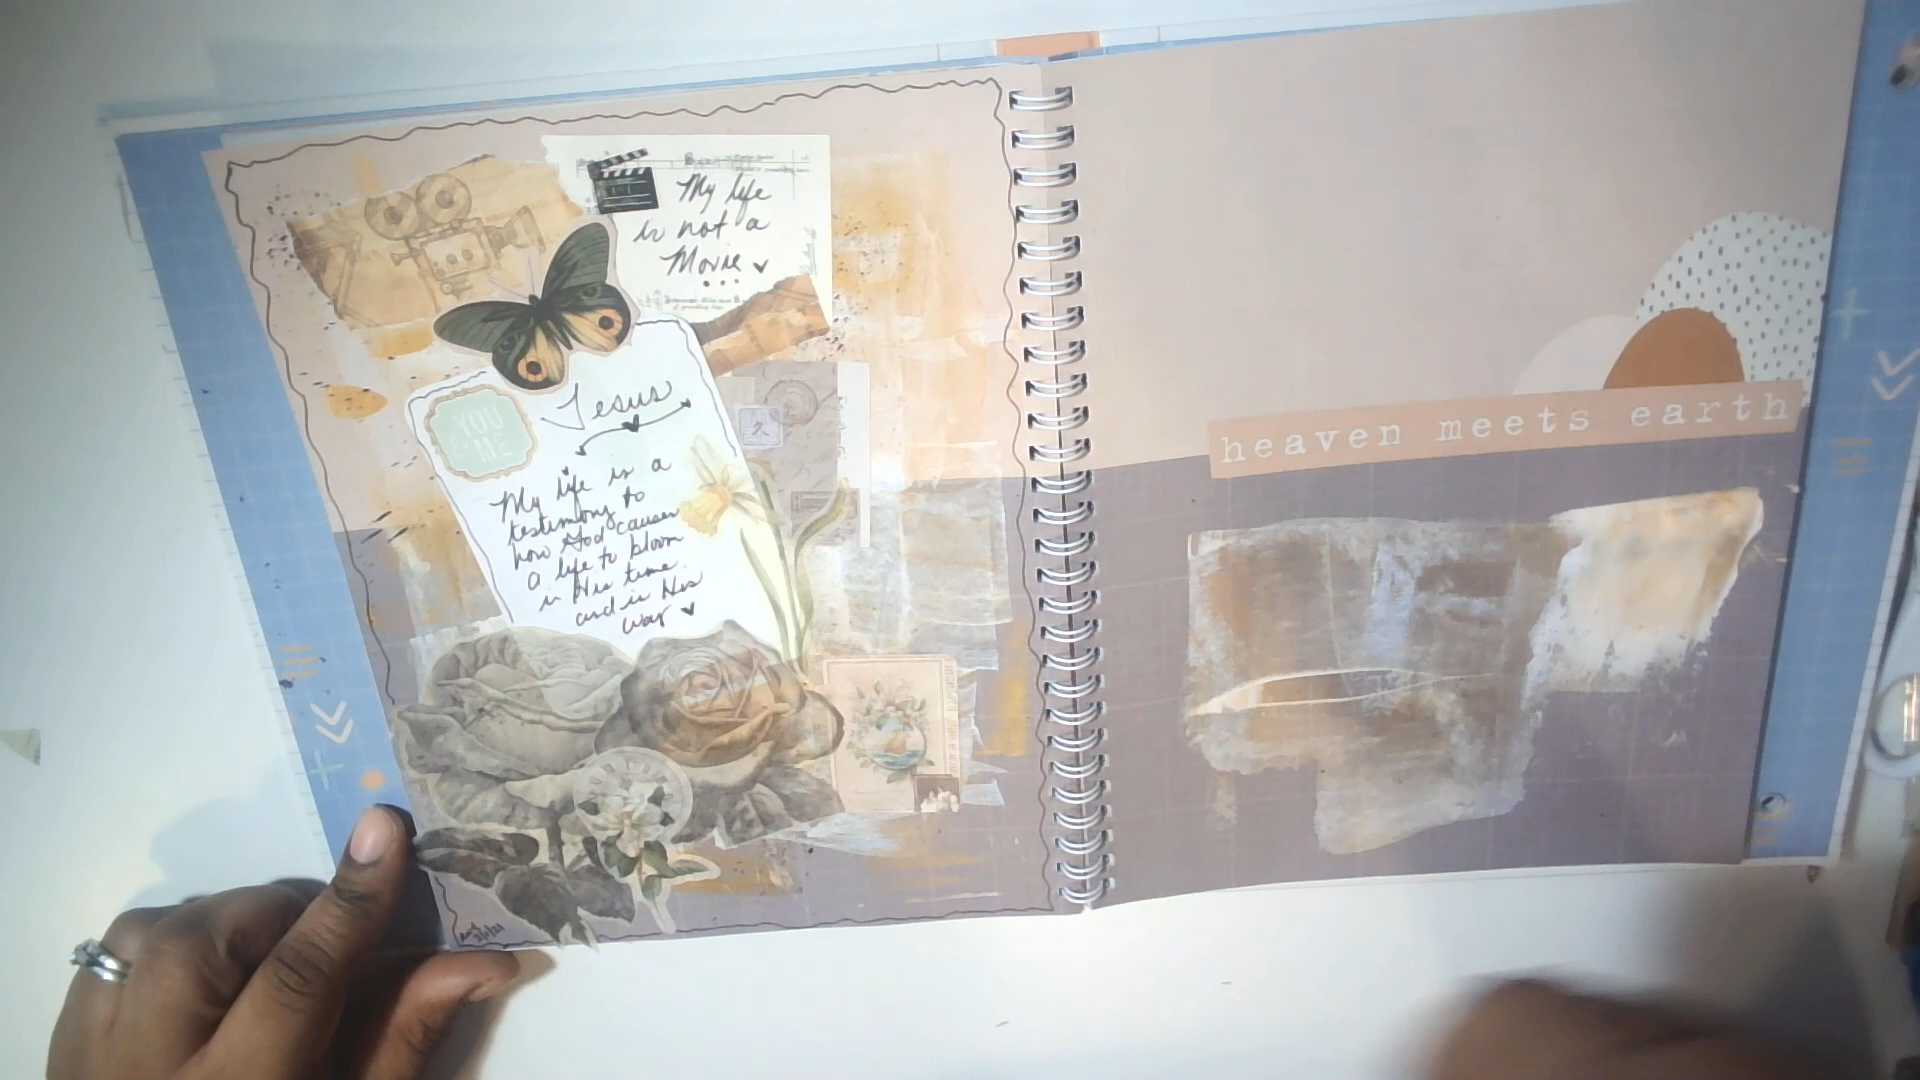 My life
is not a
Movie
YOU
& ME
Jesus
My life is a
testimony to
how God causes
a life to bloom
in His time
and in His
way
heaven meets earth